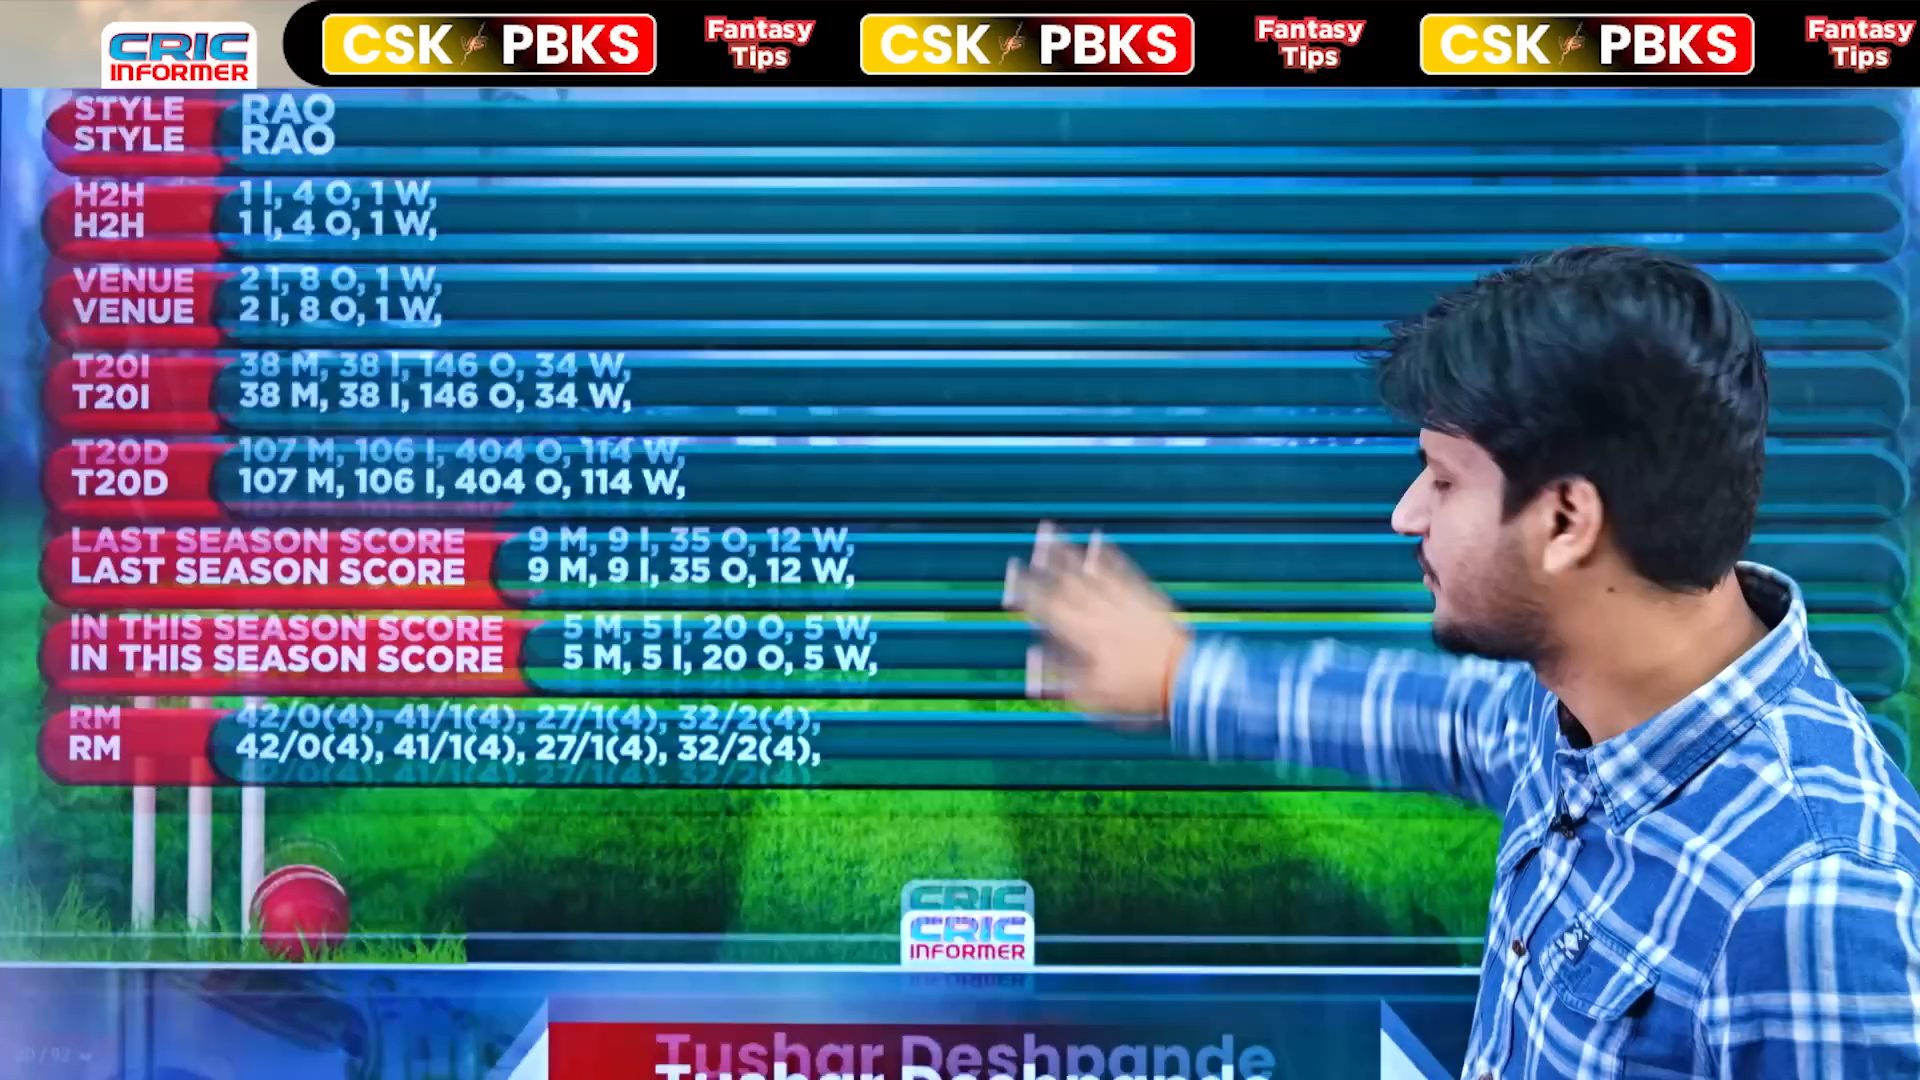 CRIC
INFORMER
CSK VS PBKS
Fantasy
Tips
CSK VS PBKS
Fantasy
Tips
CSK VS PBKS
Fantasy
Tips
STYLE RAO
STYLE RAO
H2H 1 I, 4 O, 1 W,
H2H 1 I, 4 O, 1 W,
VENUE 2 I, 8 O, 1 W,
VENUE 2 I, 8 O, 1 W,
T20I 38 M, 38 I, 146 O, 34 W,
T20I 38 M, 38 I, 146 O, 34 W,
T20D 107 M, 106 I, 404 O, 114 W,
T20D 107 M, 106 I, 404 O, 114 W,
LAST SEASON SCORE 9 M, 9 I, 35 O, 12 W,
LAST SEASON SCORE 9 M, 9 I, 35 O, 12 W,
IN THIS SEASON SCORE 5 M, 5 I, 20 O, 5 W,
IN THIS SEASON SCORE 5 M, 5 I, 20 O, 5 W,
RM 42/0(4), 41/1(4), 27/1(4), 32/2(4),
RM 42/0(4), 41/1(4), 27/1(4), 32/2(4),
CRIC
CRIC
INFORMER
Tushar Deshpande
Tushar Deshpande